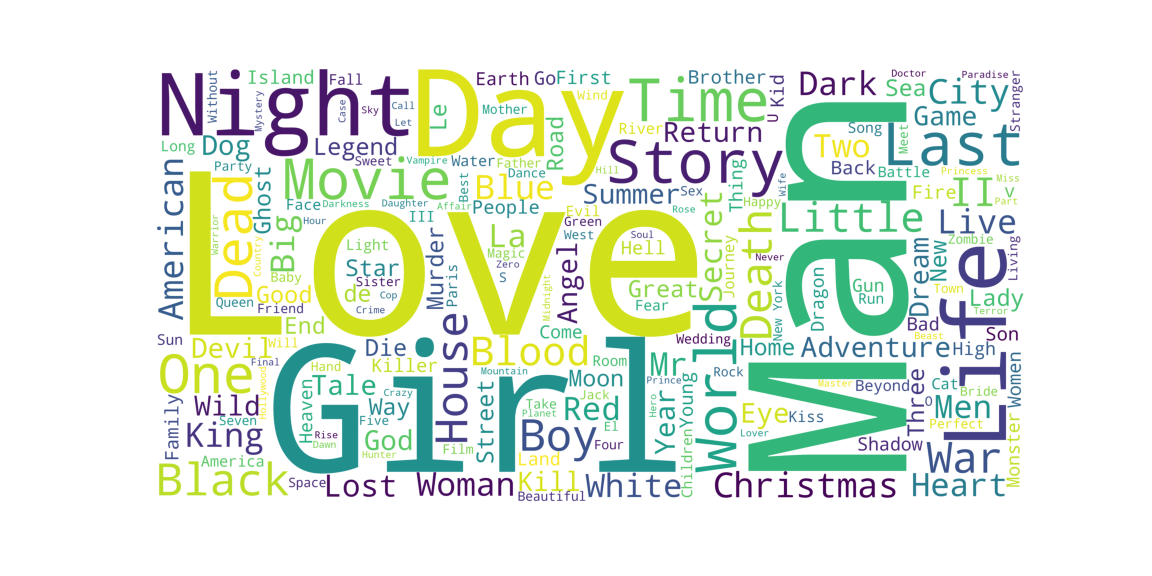 Night
Day
Love
Girl
Man
Life
Story
Time
Last
Movie
Island
Fall
Without
Mystery
Case
Sky
Call
Let
Le
Earth
Go
First
Mother
Wind
Road
River
Brother
U
Kid
Dark
Doctor
Paradise
Sea
City
Stranger
Game
Song
Meet
Two
Return
Long
Dog
Legend
Party
Sweet
Vampire
Water
Father
Dance
Hill
Back
Battle
Princess
Miss
Part
American
Dead
Ghost
Big
Face
Darkness
Daughter
Affair
Best
Blue
People
Summer
Sex
Rose
Thing
Wife
Happy
Fire
II
V
Warrior
Country
Hour
III
Evil
Green
West
Soul
Hell
Secret
Death
Little
Live
Light
Star
Sister
La
Magic
Zero
S
Angel
Murder
Paris
Midnight
Journey
Never
New York
Dragon
Gun
Run
Dream
New
Zombie
Living
Town
Terror
Lady
Queen
Baby
Good
Friend
de
Cop
Crime
Great
Fear
Come
Wedding
World
Bad
Beast
Son
Sun
Devil
Will
End
Final
Hollywood
Die
Killer
House
Blood
Room
Mr
Rock
Home
Adventure
High
One
Hand
Tale
Crazy
Mountain
Moon
Prince
Hero
Young
Year
Children
Master
Beyond
Three
O
Cat
Bride
Women
Wild
Seven
Heaven
Way
Five
Street
Take
Planet
Jack
Red
El
Eye
Kiss
Lover
Men
Perfect
Monster
Family
King
Rise
Dawn
God
Hunter
Film
Boy
Four
Shadow
War
America
Black
Space
Lost
Woman
Land
Kill
Beautiful
White
Christmas
Heart